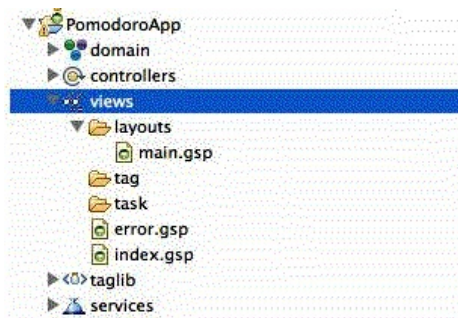 PomodoroApp
domain
controllers
views
layouts
main.gsp
tag
task
error.gsp
index.gsp
taglib
services